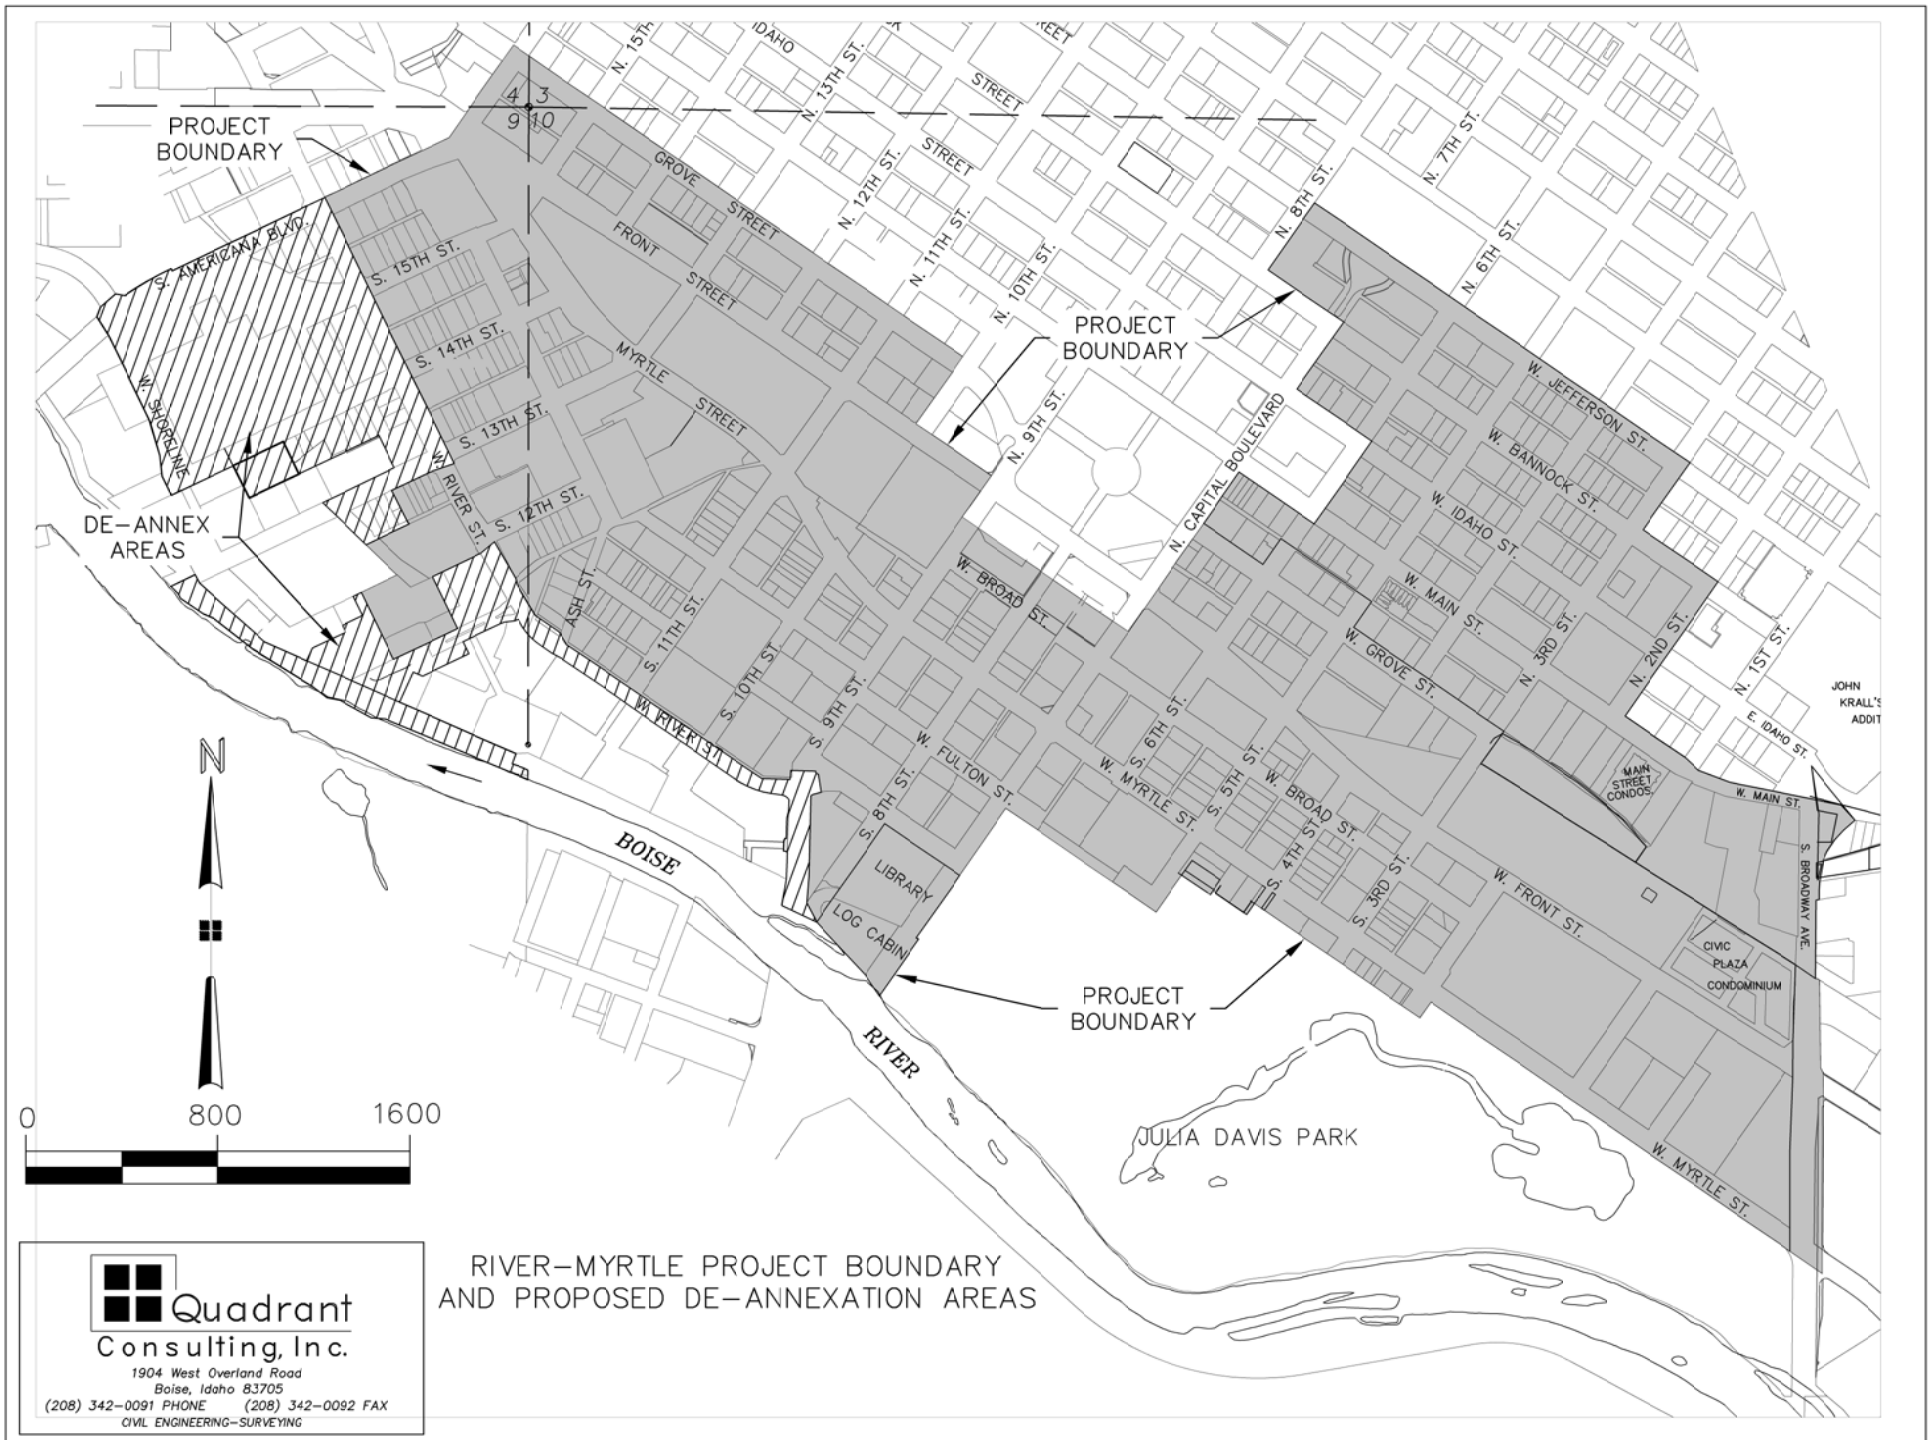 IDAHO
STREET
N. 15TH
N. 13TH ST.
STREET
4 3
9 10
PROJECT
BOUNDARY
GROVE
STREET
N. 12TH ST.
STREET
N. 7TH ST.
N. 8TH ST.
N. 11TH ST.
N. 10TH ST.
N. 6TH ST.
S. AMERICANA BLVD.
S. 15TH ST.
FRONT
STREET
PROJECT
BOUNDARY
S. 14TH ST.
MYRTLE
STREET
W. JEFFERSON ST.
W. SHORELINE
S. 13TH ST.
N. 9TH ST.
N. CAPITAL BOULEVARD
W. BANNOCK ST.
W. RIVER ST.
S. 12TH ST.
W. IDAHO ST.
DE-ANNEX
AREAS
ASH ST.
W. BROAD ST.
W. MAIN ST.
S. 11TH ST.
W. GROVE ST.
N. 3RD ST.
N. 2ND ST.
N. 1ST ST.
JOHN
KRALL'S
ADDIT
E. IDAHO ST.
S. 10TH ST.
S. 9TH ST.
W. RIVER ST.
W. FULTON ST.
S. 6TH ST.
W. MYRTLE ST.
S. 5TH ST.
W. BROAD ST.
MAIN
STREET
CONDOS.
W. MAIN ST.
N
S. 8TH ST.
S. 4TH ST.
S. 3RD ST.
W. FRONT ST.
S. BROADWAY AVE.
BOISE
RIVER
LIBRARY
LOG CABIN
CIVIC
PLAZA
CONDOMINIUM
PROJECT
BOUNDARY
JULIA DAVIS PARK
W. MYRTLE ST.
0 800 1600
RIVER-MYRTLE PROJECT BOUNDARY
AND PROPOSED DE-ANNEXATION AREAS
Quadrant
Consulting, Inc.
1904 West Overland Road
Boise, Idaho 83705
(208) 342-0091 PHONE (208) 342-0092 FAX
CIVIL ENGINEERING-SURVEYING